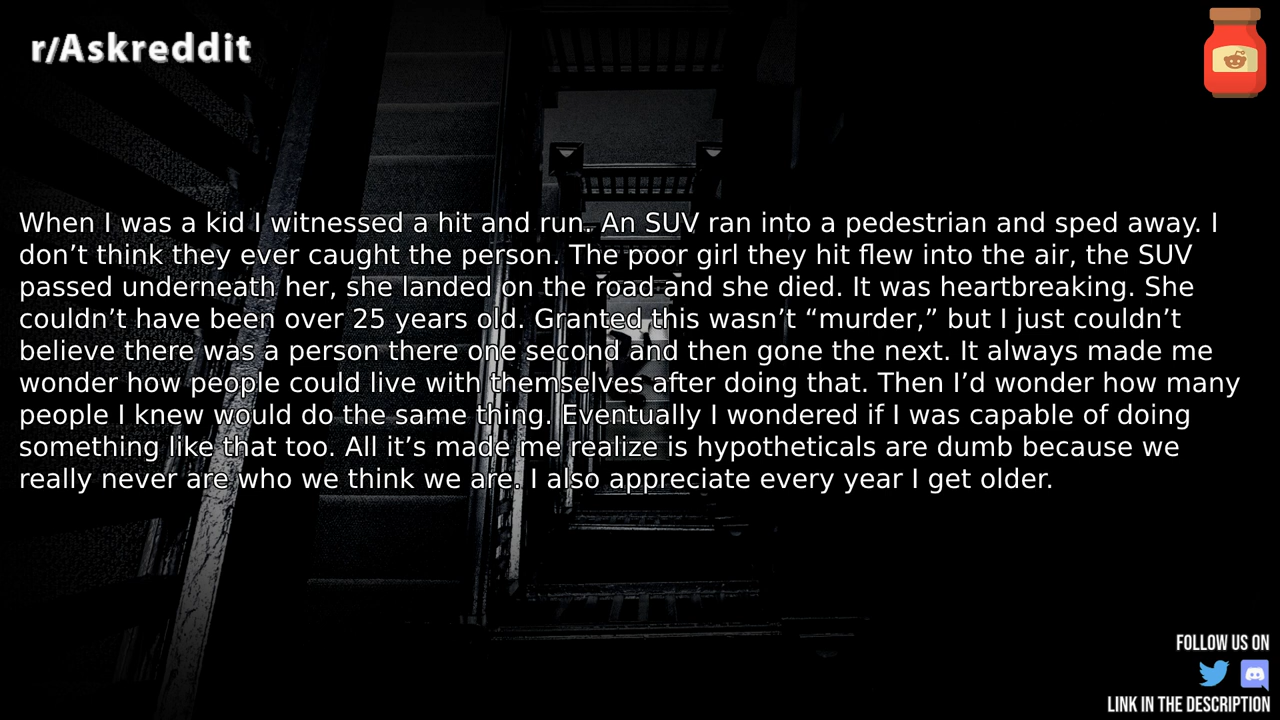 r/Askreddit
When I was a kid I witnessed a hit and run. An SUV ran into a pedestrian and sped away. I
don’t think they ever caught the person. The poor girl they hit flew into the air, the SUV
passed underneath her, she landed on the road and she died. It was heartbreaking. She
couldn’t have been over 25 years old. Granted this wasn’t “murder,” but I just couldn’t
believe there was a person there one second and then gone the next. It always made me
wonder how people could live with themselves after doing that. Then I’d wonder how many
people I knew would do the same thing. Eventually I wondered if I was capable of doing
something like that too. All it’s made me realize is hypotheticals are dumb because we
really never are who we think we are. I also appreciate every year I get older.
FOLLOW US ON
LINK IN THE DESCRIPTION